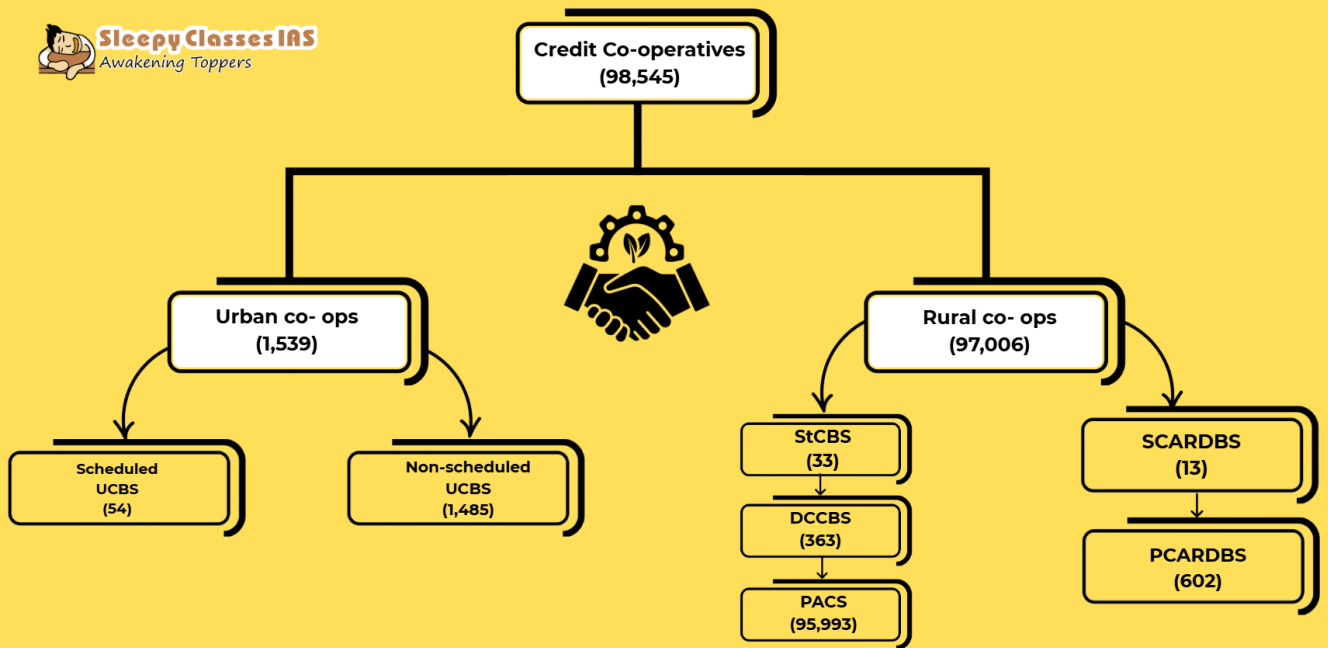 Sleepy Classes IAS
Awakening Toppers
Credit Co-operatives
(98,545)
Urban co- ops
(1,539)
Rural co- ops
(97,006)
Scheduled
UCBS
(54)
Non-scheduled
UCBS
(1,485)
StCBS
(33)
DCCBS
(363)
PACS
(95,993)
SCARDBS
(13)
PCARDBS
(602)